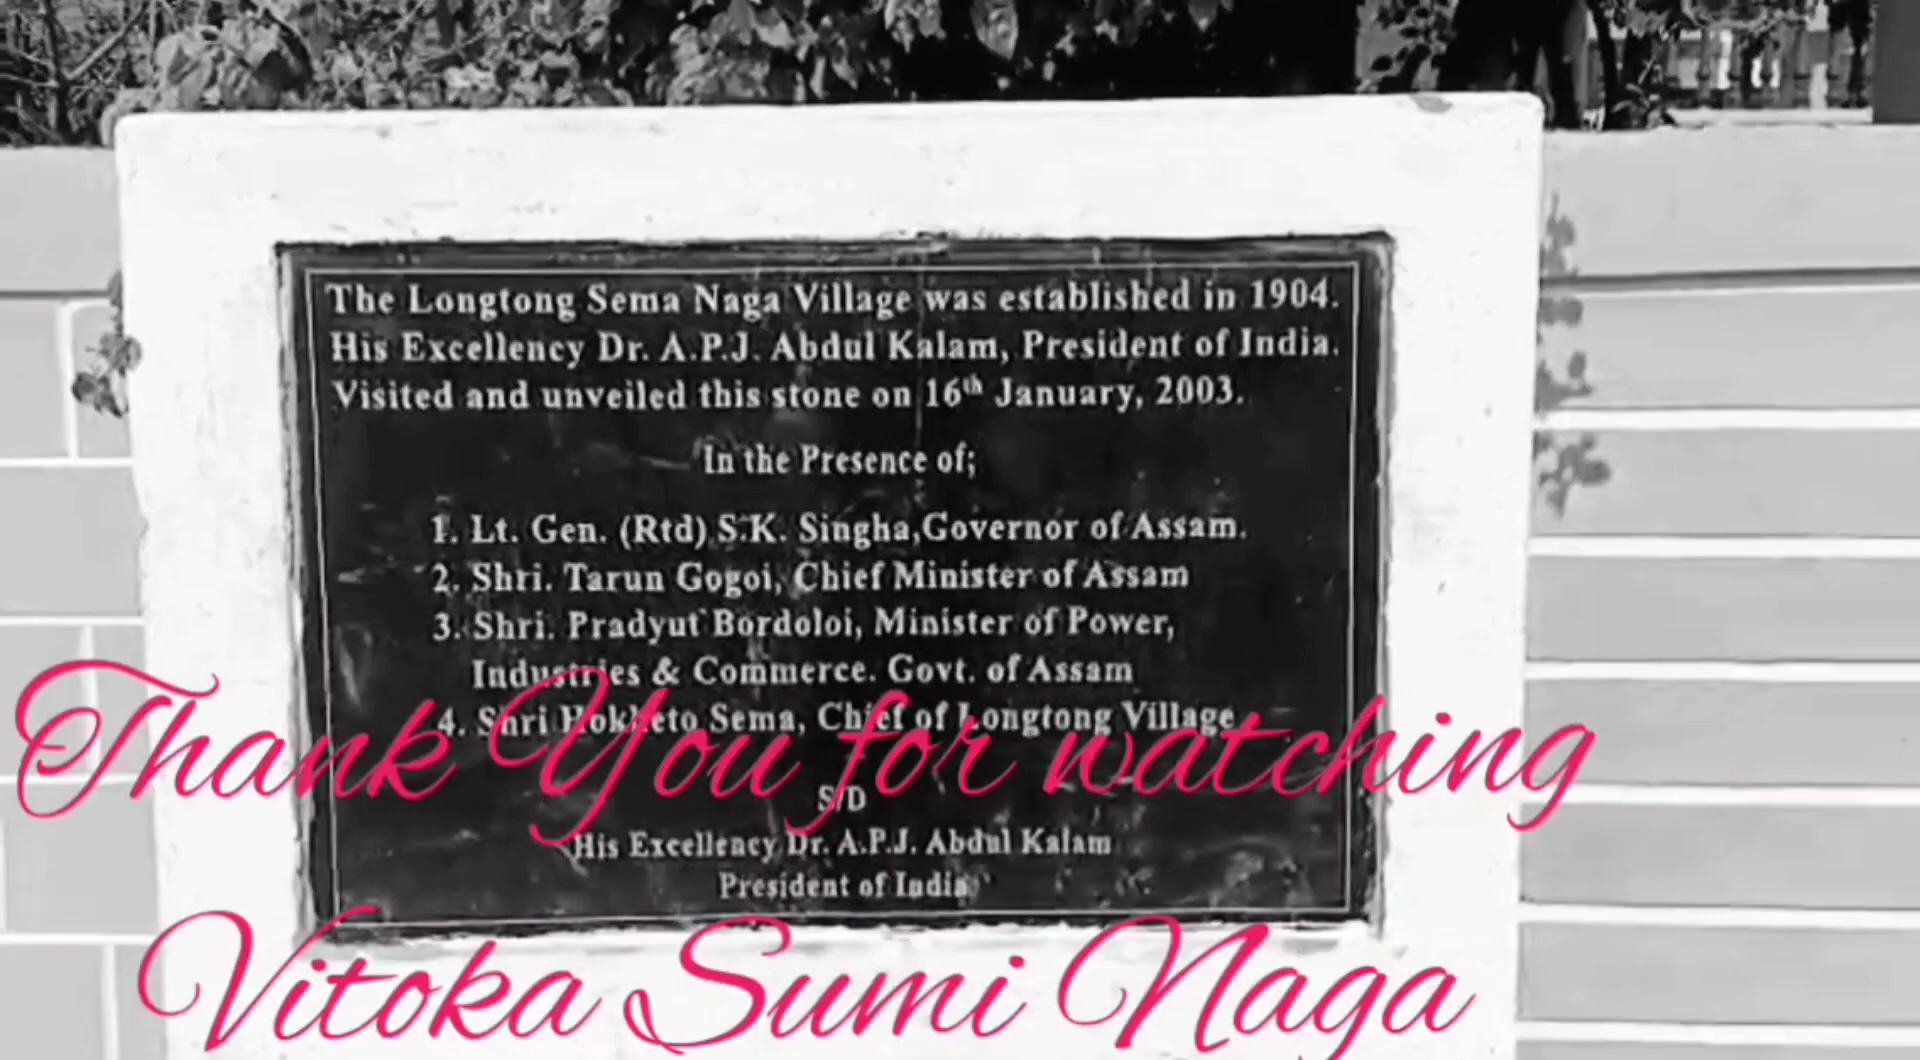 The Longtong Sema Naga Village was established in 1904.
His Excellency Dr. A.P.J. Abdul Kalam, President of India.
Visited and unveiled this stone on 16th January, 2003.
In the Presence of;
1. Lt. Gen. (Rtd) S.K. Singha,Governor of Assam.
2. Shri. Tarun Gogoi, Chief Minister of Assam
3. Shri. Pradyut Bordoloi, Minister of Power,
Industries & Commerce. Govt. of Assam
4. Shri Hokheto Sema, Chief of Longtong Village
Thank You for watching
S/D
His Excellency Dr. A.P.J. Abdul Kalam
President of India
Vitoka Sumi Naga